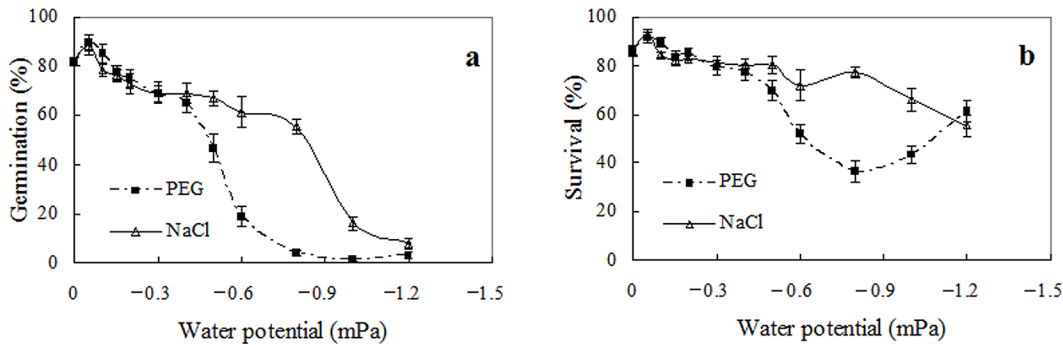 100
80
60
40
20
0
Germination (%)
a
PEG
NaCl
0 −0.3 −0.6 −0.9 −1.2 −1.5
Water potential (mPa)
100
80
60
40
20
0
Survival (%)
b
PEG
NaCl
0 −0.3 −0.6 −0.9 −1.2 −1.5
Water potential (mPa)